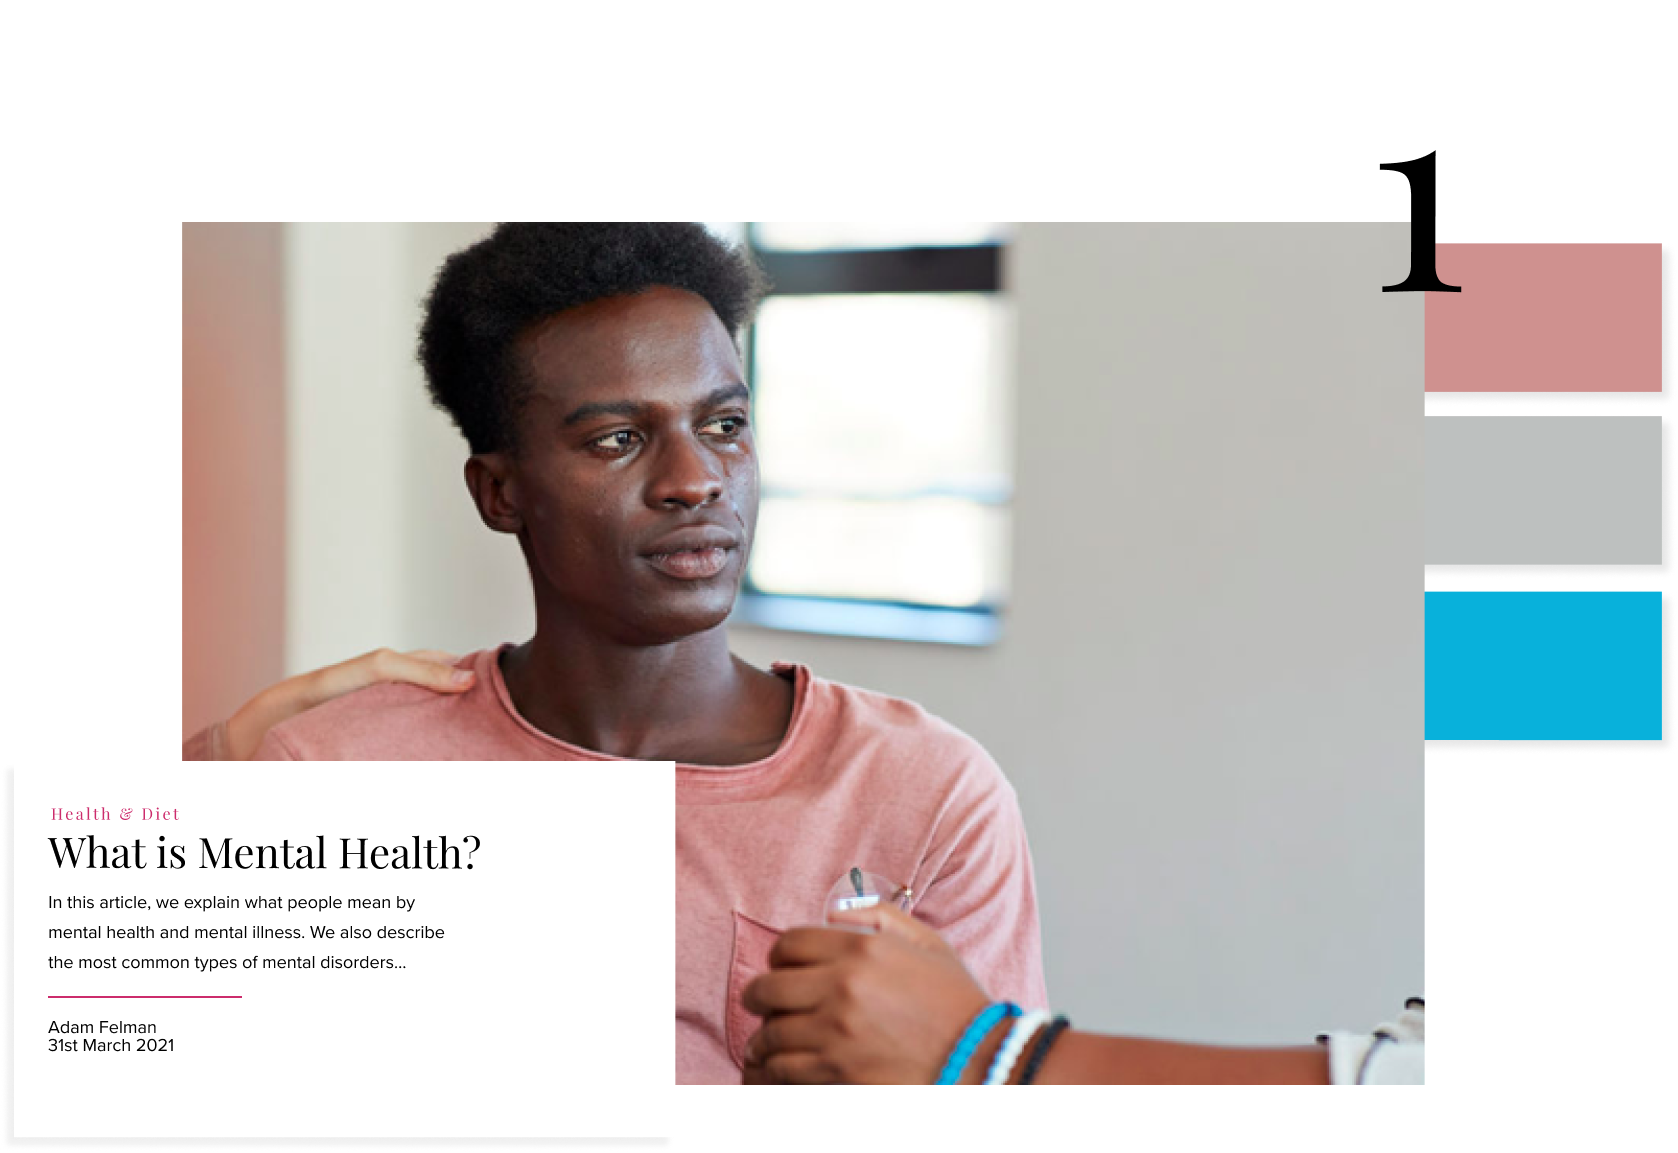 1
Health & Diet
What is Mental Health?
In this article, we explain what people mean by
mental health and mental illness. We also describe
the most common types of mental disorders...
Adam Felman
31st March 2021